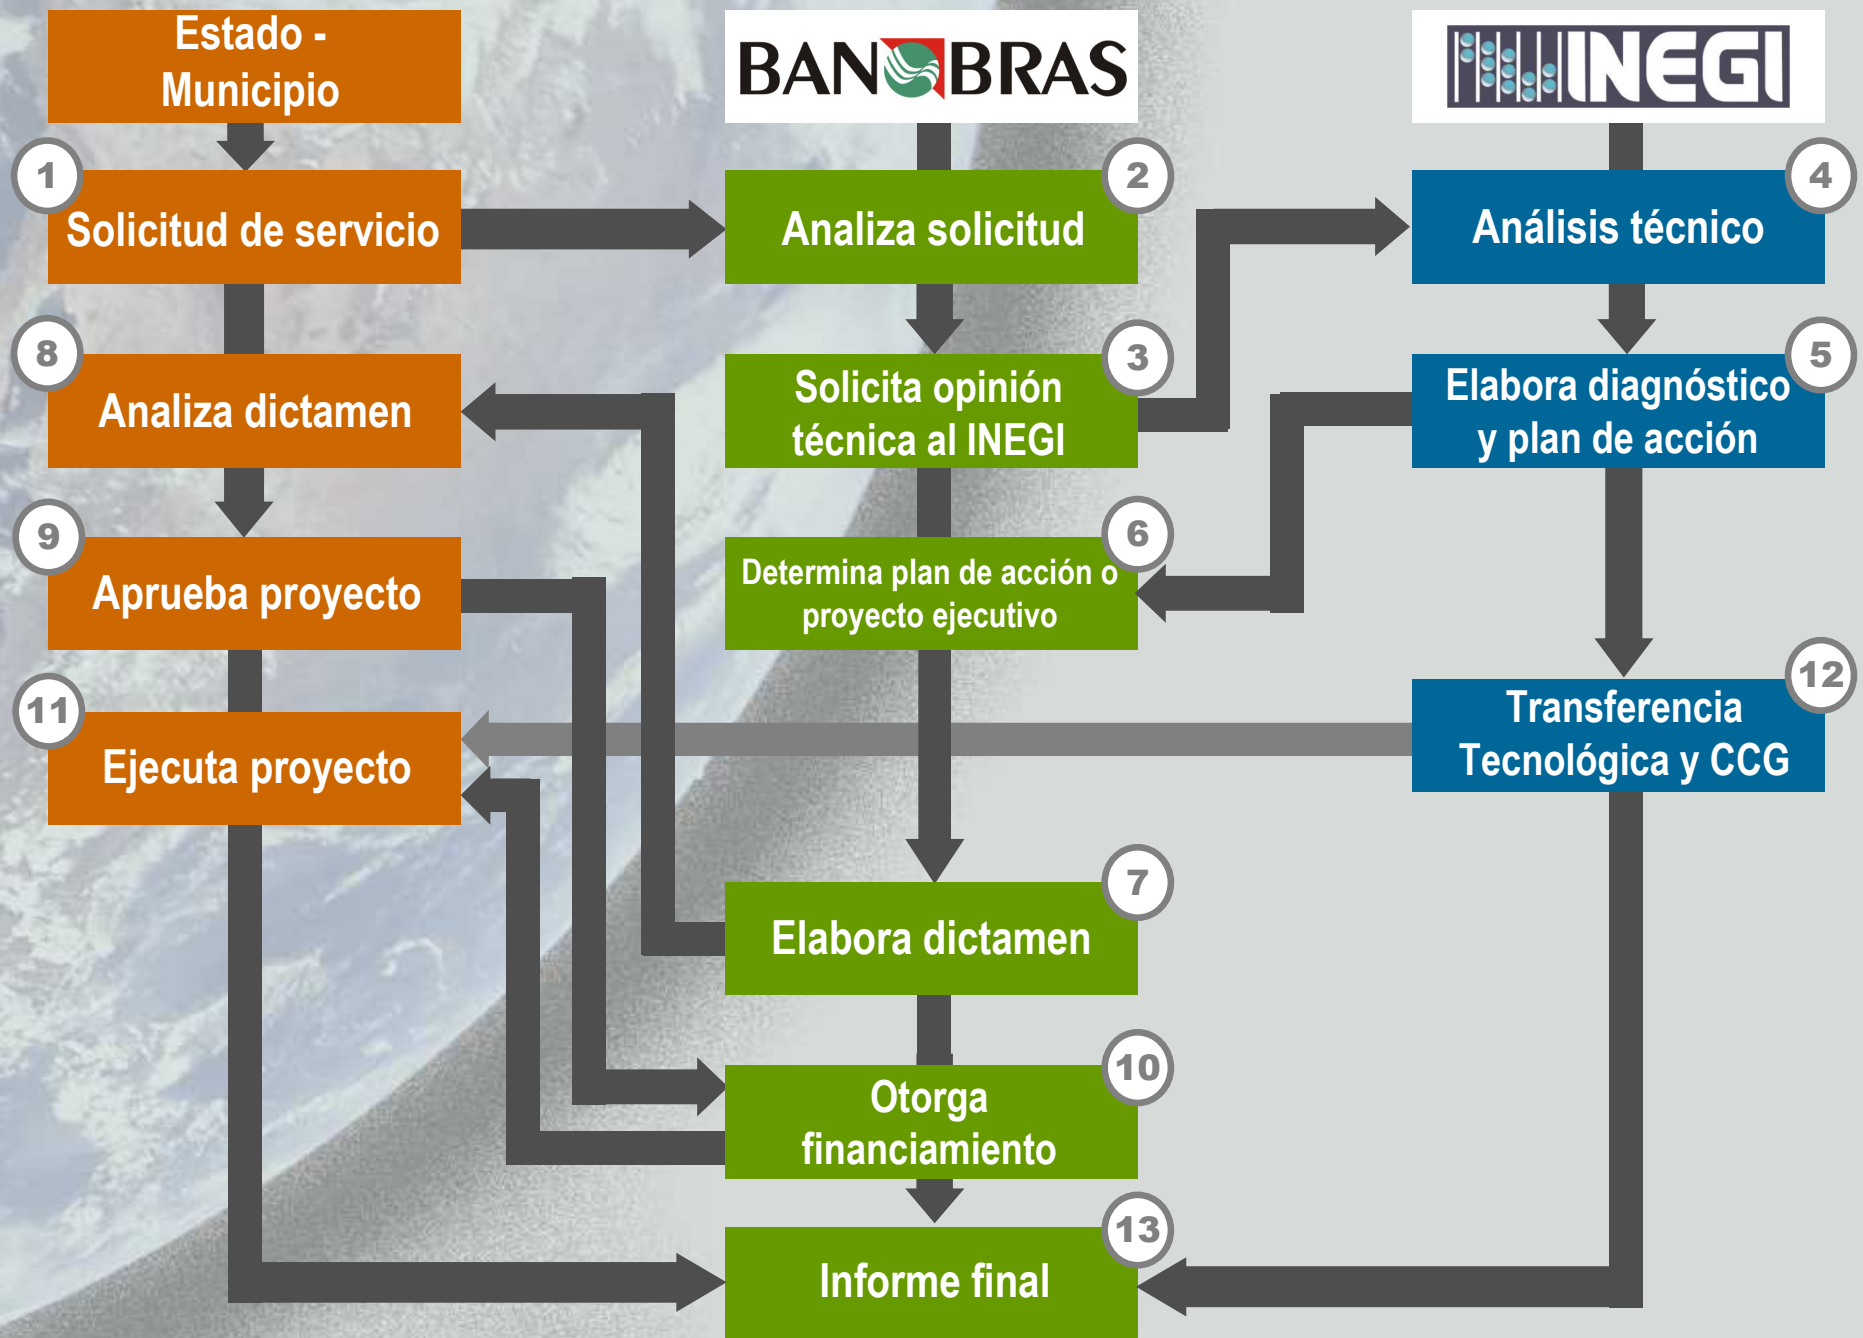 Estado -
Municipio
BANOBRAS
INEGI
1
Solicitud de servicio
2
Analiza solicitud
4
Análisis técnico
8
Analiza dictamen
3
Solicita opinión
técnica al INEGI
5
Elabora diagnóstico
y plan de acción
9
Aprueba proyecto
6
Determina plan de acción o
proyecto ejecutivo
11
Ejecuta proyecto
12
Transferencia
Tecnológica y CCG
7
Elabora dictamen
10
Otorga
financiamiento
13
Informe final